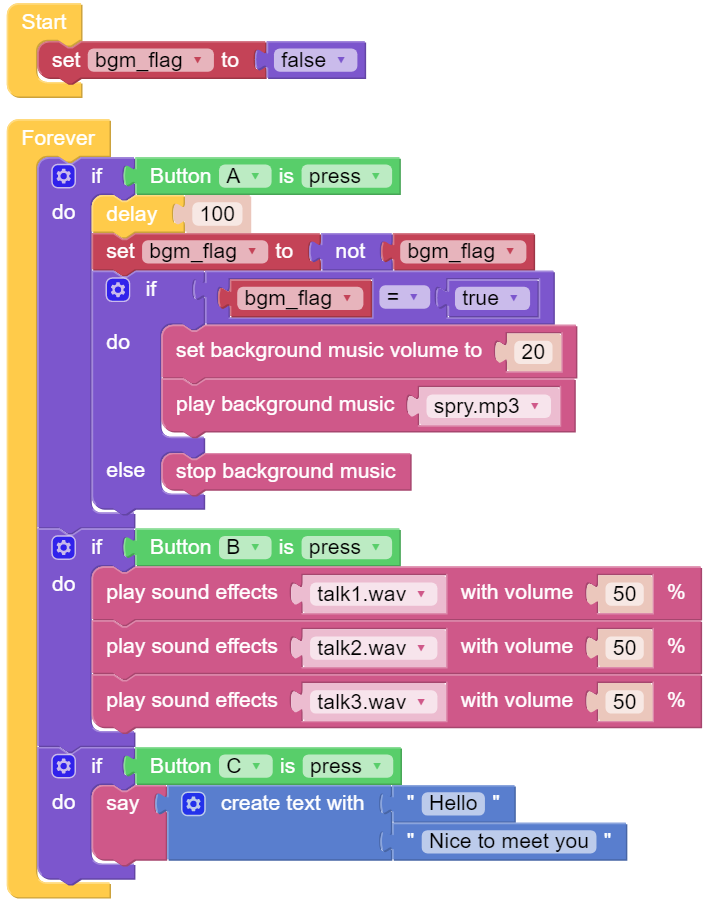 Start
set bgm_flag to false
Forever
if Button A is press
do delay 100
set bgm_flag to not bgm_flag
if bgm_flag = true
do set background music volume to 20
play background music spry.mp3
else stop background music
if Button B is press
do play sound effects talk1.wav with volume 50 %
play sound effects talk2.wav with volume 50 %
play sound effects talk3.wav with volume 50 %
if Button C is press
do say create text with " Hello "
" Nice to meet you "